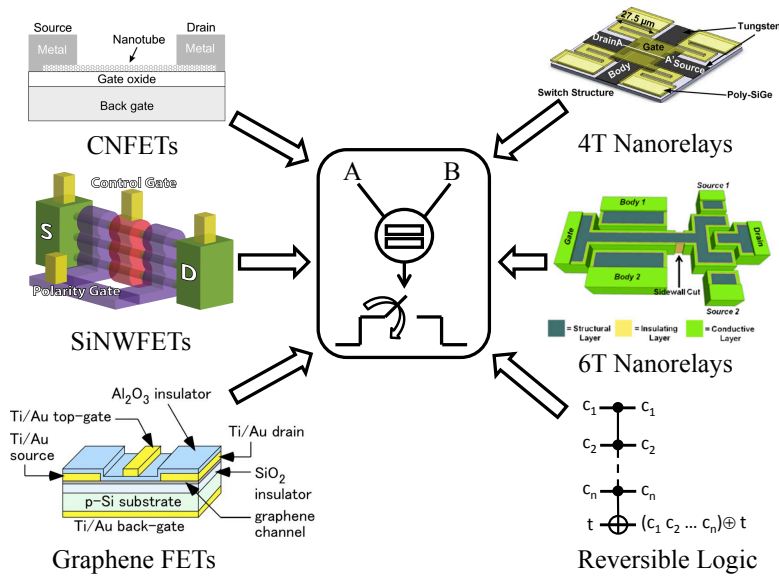 Source
Drain
Nanotube
Metal
Metal
Gate oxide
Back gate
CNFETs
27.5 µm
Tungsten
DrainA
Gate
A'Source
Body
Switch Structure
Poly-SiGe
4T Nanorelays
Control Gate
S
D
Polarity Gate
SiNWFETs
A
B
Body 1
Source 1
Gate
Drain
Body 2
Sidewall Cut
Source 2
= Structural Layer
= Insulating Layer
= Conductive Layer
6T Nanorelays
Al₂O₃ insulator
Ti/Au top-gate
Ti/Au source
Ti/Au drain
SiO₂ insulator
p-Si substrate
graphene channel
Ti/Au back-gate
Graphene FETs
c₁ c₁
c₂ c₂
cₙ cₙ
t (c₁ c₂ ... cₙ)⊕ t
Reversible Logic